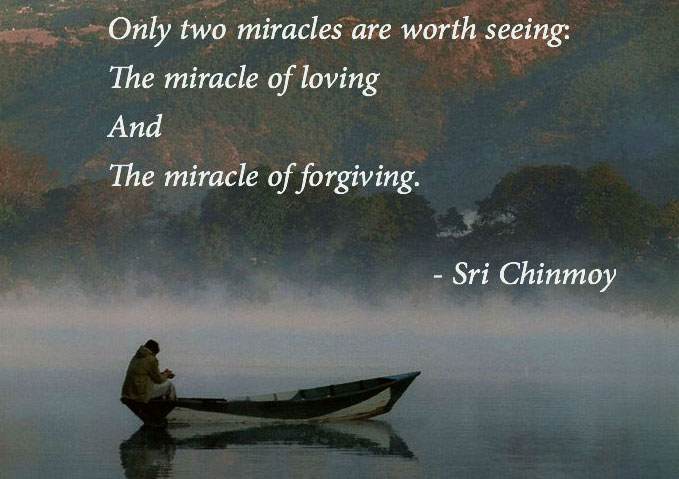 Only two miracles are worth seeing:
The miracle of loving
And
The miracle of forgiving.
- Sri Chinmoy